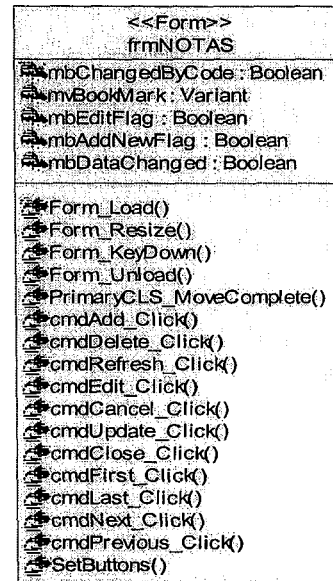 <<Form>>
frmNOTAS
mbChangedByCode : Boolean
mvBookMark : Variant
mbEditFlag : Boolean
mbAddNewFlag : Boolean
mbDataChanged : Boolean
Form_Load()
Form_Resize()
Form_KeyDown()
Form_Unload()
PrimaryCLS_MoveComplete()
cmdAdd_Click()
cmdDelete_Click()
cmdRefresh_Click()
cmdEdit_Click()
cmdCancel_Click()
cmdUpdate_Click()
cmdClose_Click()
cmdFirst_Click()
cmdLast_Click()
cmdNext_Click()
cmdPrevious_Click()
SetButtons()